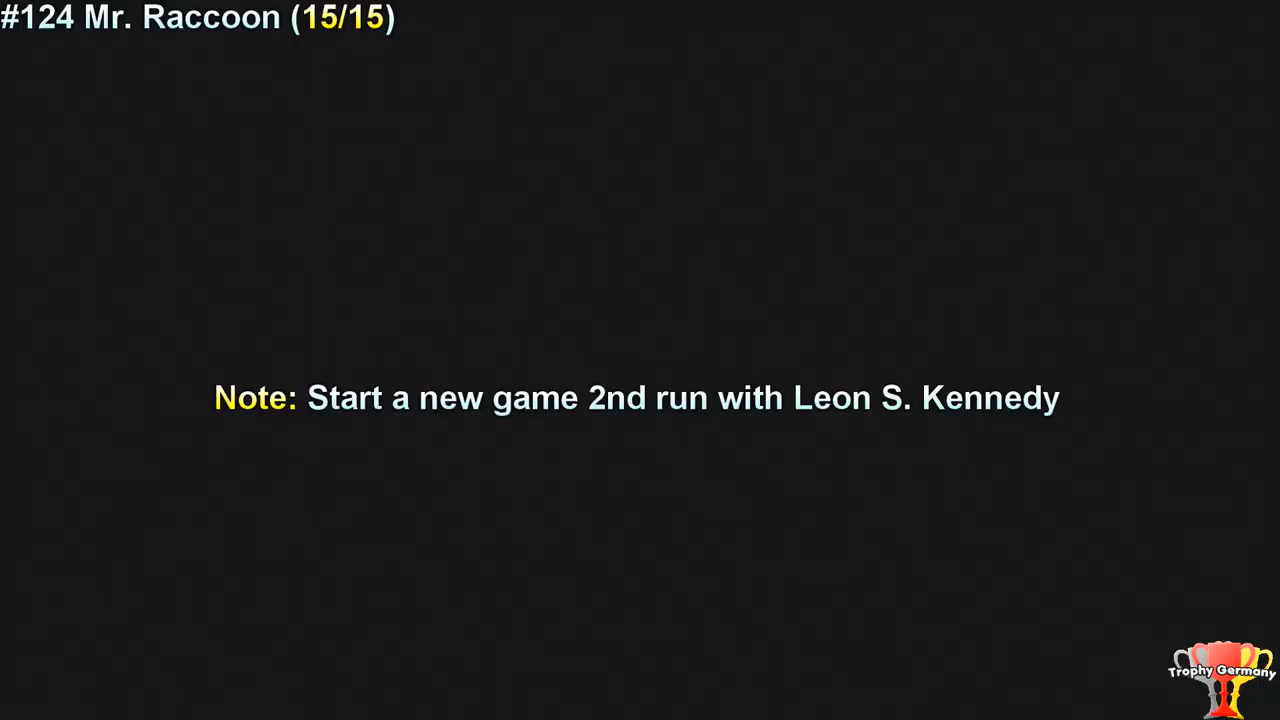 #124 Mr. Raccoon (15/15)
Note: Start a new game 2nd run with Leon S. Kennedy
Trophy Germany